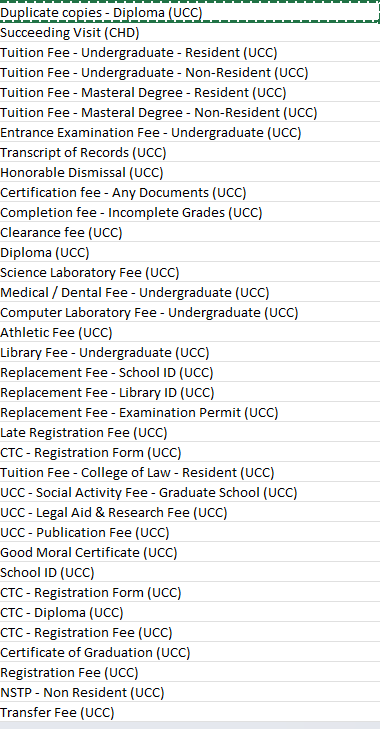 Duplicate copies - Diploma (UCC)
Succeeding Visit (CHD)
Tuition Fee - Undergraduate - Resident (UCC)
Tuition Fee - Undergraduate - Non-Resident (UCC)
Tuition Fee - Masteral Degree - Resident (UCC)
Tuition Fee - Masteral Degree - Non-Resident (UCC)
Entrance Examination Fee - Undergraduate (UCC)
Transcript of Records (UCC)
Honorable Dismissal (UCC)
Certification fee - Any Documents (UCC)
Completion fee - Incomplete Grades (UCC)
Clearance fee (UCC)
Diploma (UCC)
Science Laboratory Fee (UCC)
Medical / Dental Fee - Undergraduate (UCC)
Computer Laboratory Fee - Undergraduate (UCC)
Athletic Fee (UCC)
Library Fee - Undergraduate (UCC)
Replacement Fee - School ID (UCC)
Replacement Fee - Library ID (UCC)
Replacement Fee - Examination Permit (UCC)
Late Registration Fee (UCC)
CTC - Registration Form (UCC)
Tuition Fee - College of Law - Resident (UCC)
UCC - Social Activity Fee - Graduate School (UCC)
UCC - Legal Aid & Research Fee (UCC)
UCC - Publication Fee (UCC)
Good Moral Certificate (UCC)
School ID (UCC)
CTC - Registration Form (UCC)
CTC - Diploma (UCC)
CTC - Registration Fee (UCC)
Certificate of Graduation (UCC)
Registration Fee (UCC)
NSTP - Non Resident (UCC)
Transfer Fee (UCC)